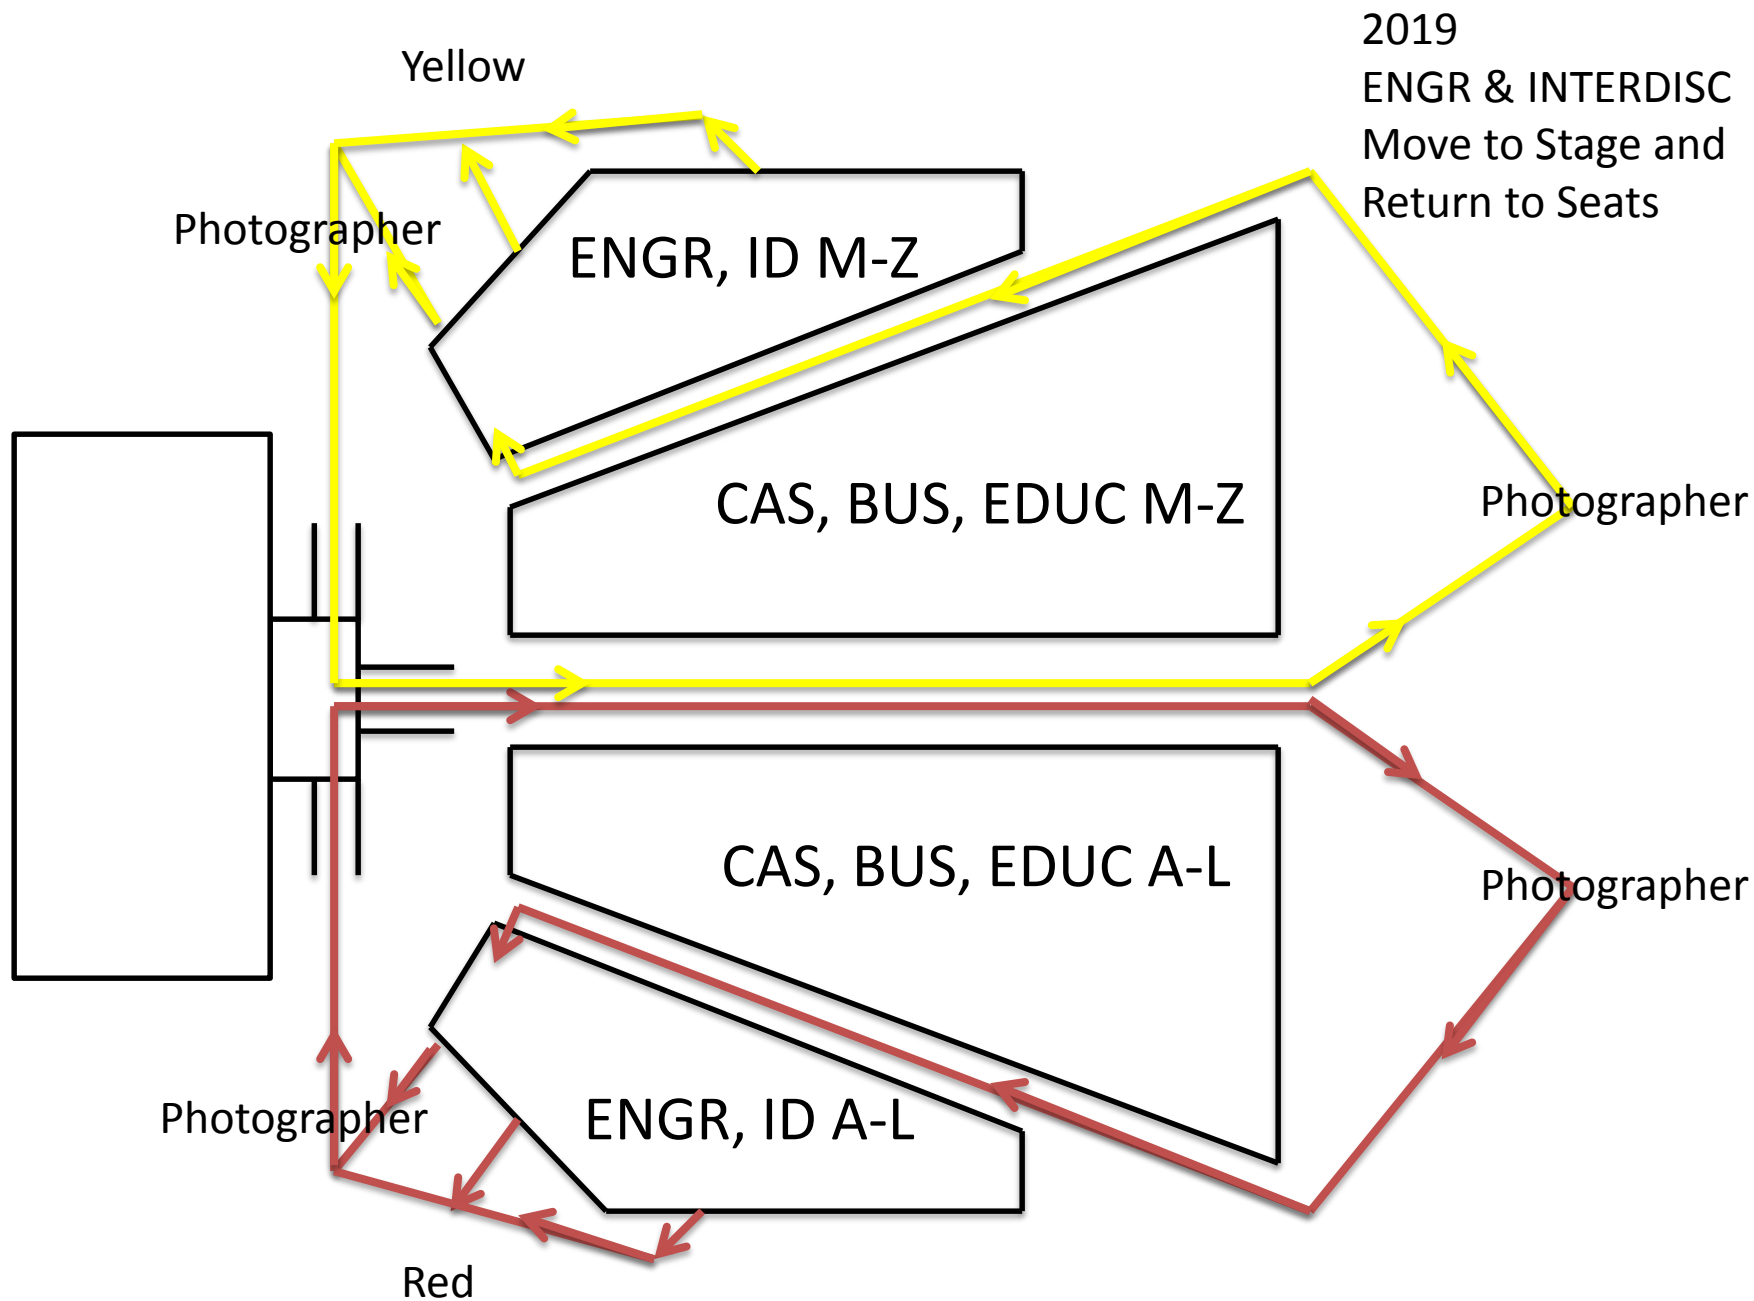 2019
ENGR & INTERDISC
Move to Stage and
Return to Seats
Yellow
Photographer
ENGR, ID M-Z
CAS, BUS, EDUC M-Z
Photographer
CAS, BUS, EDUC A-L
Photographer
Photographer
ENGR, ID A-L
Red